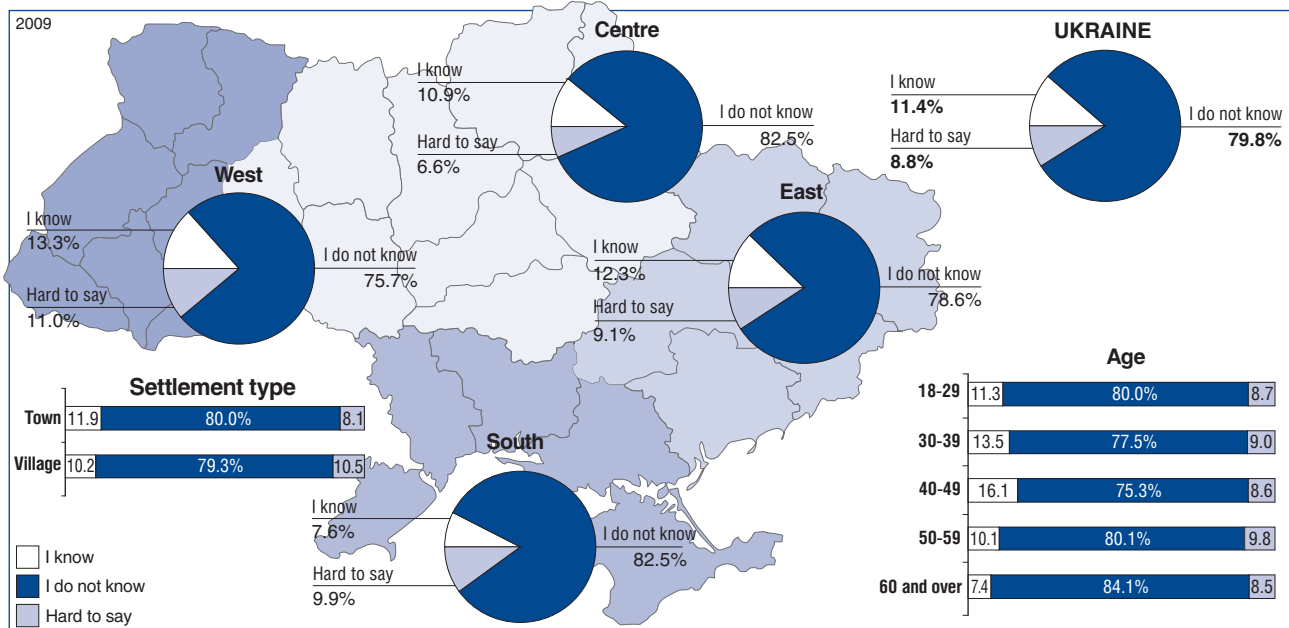 2009
Centre
I know
10.9%
I do not know
82.5%
Hard to say
6.6%
UKRAINE
I know
11.4%
I do not know
79.8%
Hard to say
8.8%
West
I know
13.3%
I do not know
75.7%
Hard to say
11.0%
East
I know
12.3%
I do not know
78.6%
Hard to say
9.1%
Settlement type
Town 11.9 80.0% 8.1
Village 10.2 79.3% 10.5
South
I know
7.6%
I do not know
82.5%
Hard to say
9.9%
Age
18-29 11.3 80.0% 8.7
30-39 13.5 77.5% 9.0
40-49 16.1 75.3% 8.6
50-59 10.1 80.1% 9.8
60 and over 7.4 84.1% 8.5
I know
I do not know
Hard to say